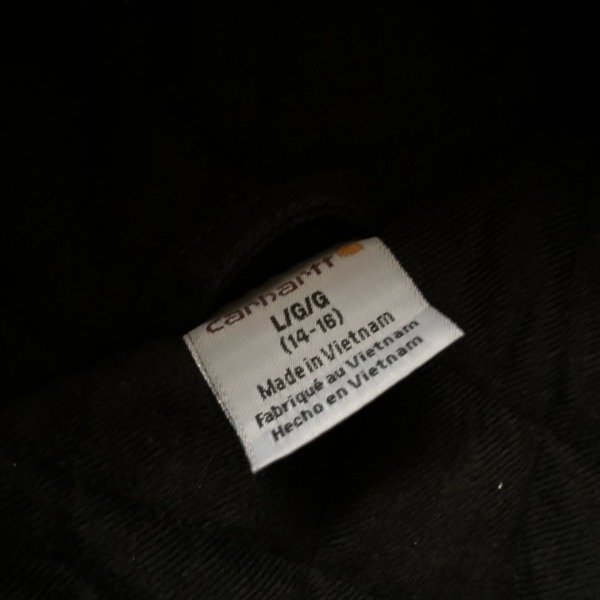 carhartt
L/G/G
(14-16)
Made in Vietnam
Fabriqué au Vietnam
Hecho en Vietnam